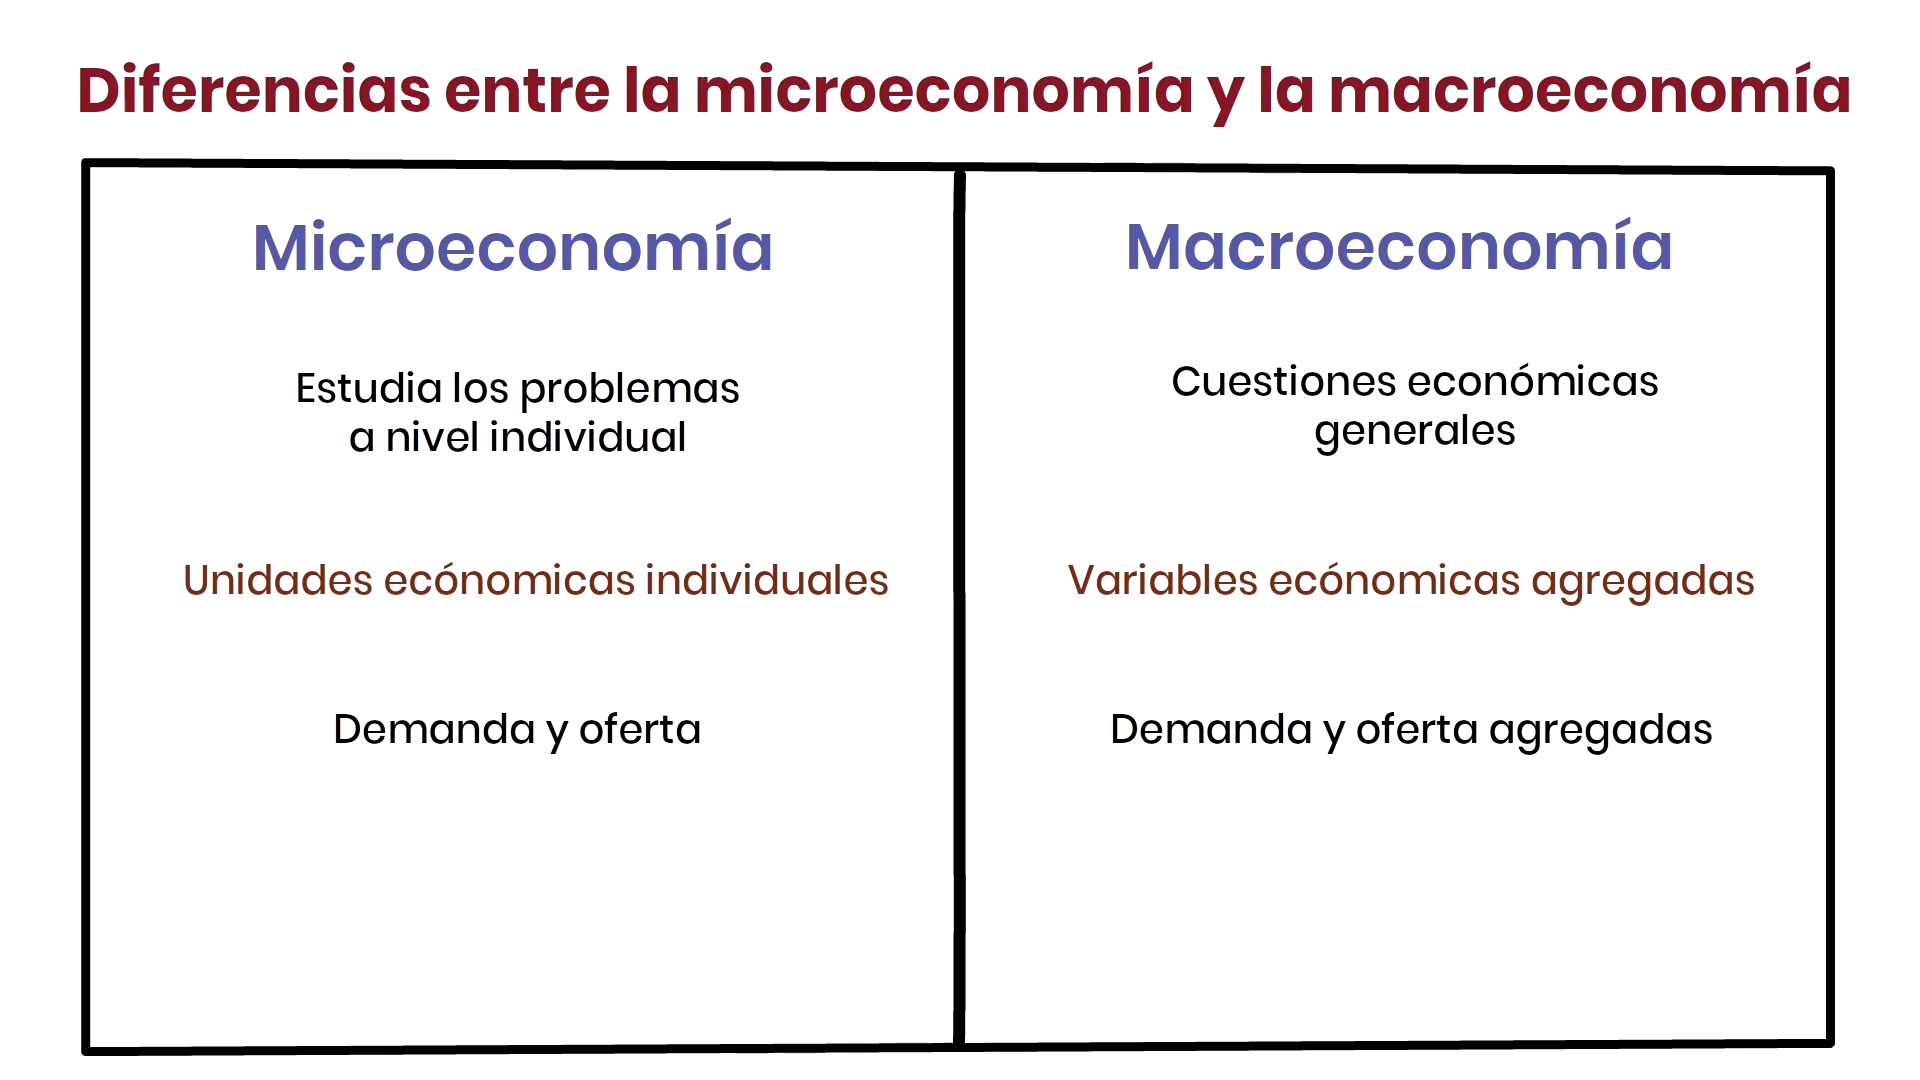 Diferencias entre la microeconomía y la macroeconomía
Microeconomía
Estudia los problemas
a nivel individual
Unidades ecónomicas individuales
Demanda y oferta
Macroeconomía
Cuestiones económicas
generales
Variables ecónomicas agregadas
Demanda y oferta agregadas